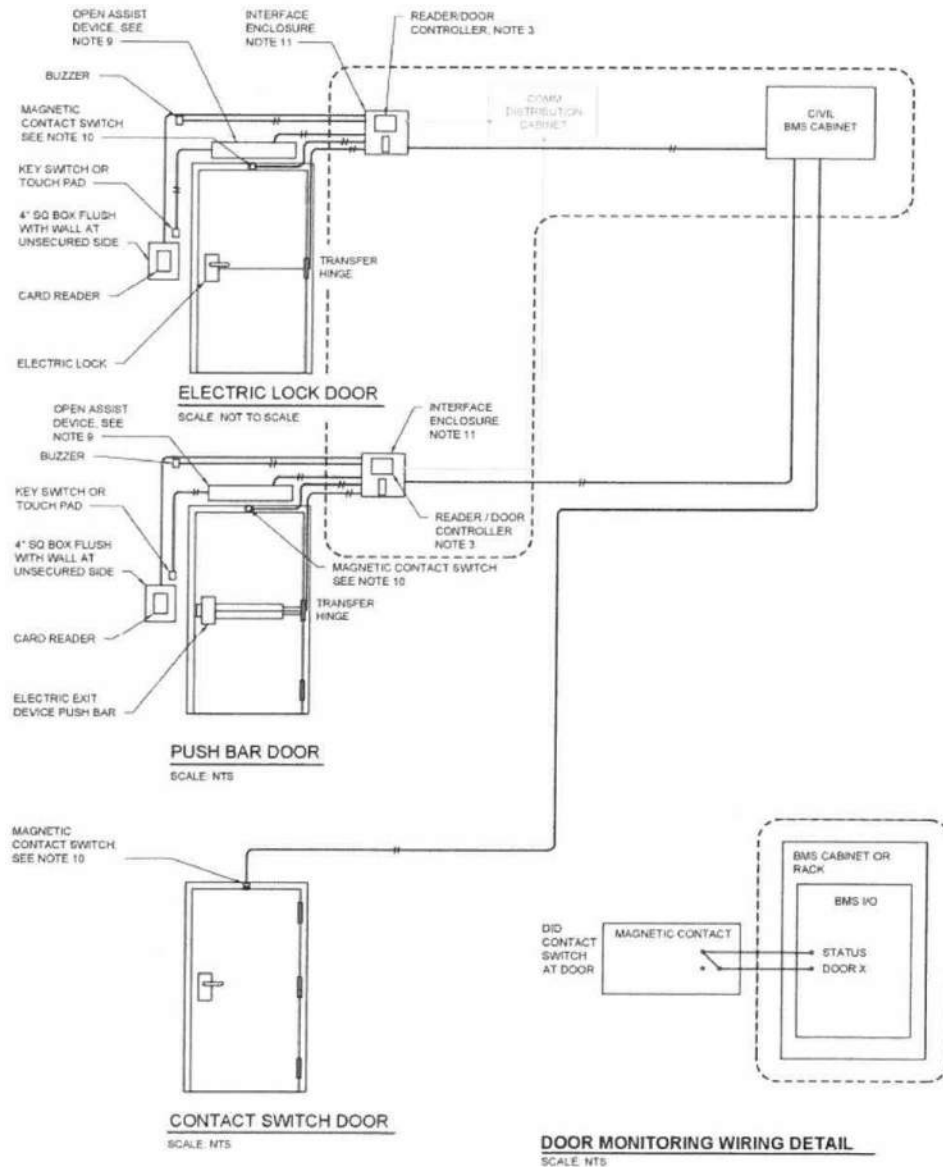 OPEN ASSIST
DEVICE, SEE
NOTE 9
INTERFACE
ENCLOSURE
NOTE 11
READER/DOOR
CONTROLLER, NOTE 3
BUZZER
MAGNETIC
CONTACT SWITCH
SEE NOTE 10
KEY SWITCH OR
TOUCH PAD
4" SQ BOX FLUSH
WITH WALL AT
UNSECURED SIDE
CARD READER
ELECTRIC LOCK
TRANSFER
HINGE
COMM
DISTRIBUTION
CABINET
CIVIL
BMS CABINET
ELECTRIC LOCK DOOR
SCALE NOT TO SCALE
OPEN ASSIST
DEVICE, SEE
NOTE 9
BUZZER
KEY SWITCH OR
TOUCH PAD
4" SQ BOX FLUSH
WITH WALL AT
UNSECURED SIDE
CARD READER
ELECTRIC EXIT
DEVICE PUSH BAR
INTERFACE
ENCLOSURE
NOTE 11
READER / DOOR
CONTROLLER
NOTE 3
MAGNETIC CONTACT SWITCH
SEE NOTE 10
TRANSFER
HINGE
PUSH BAR DOOR
SCALE: NTS
MAGNETIC
CONTACT SWITCH,
SEE NOTE 10
CONTACT SWITCH DOOR
SCALE: NTS
DID
CONTACT
SWITCH
AT DOOR
MAGNETIC CONTACT
BMS CABINET OR
RACK
BMS I/O
STATUS
DOOR X
DOOR MONITORING WIRING DETAIL
SCALE: NTS